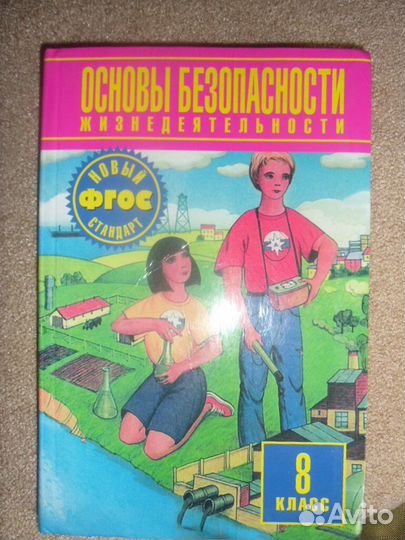 ОСНОВЫ БЕЗОПАСНОСТИ
ЖИЗНЕДЕЯТЕЛЬНОСТИ
НОВЫЙ
ФГОС
СТАНДАРТ
8
КЛАСС
Avito